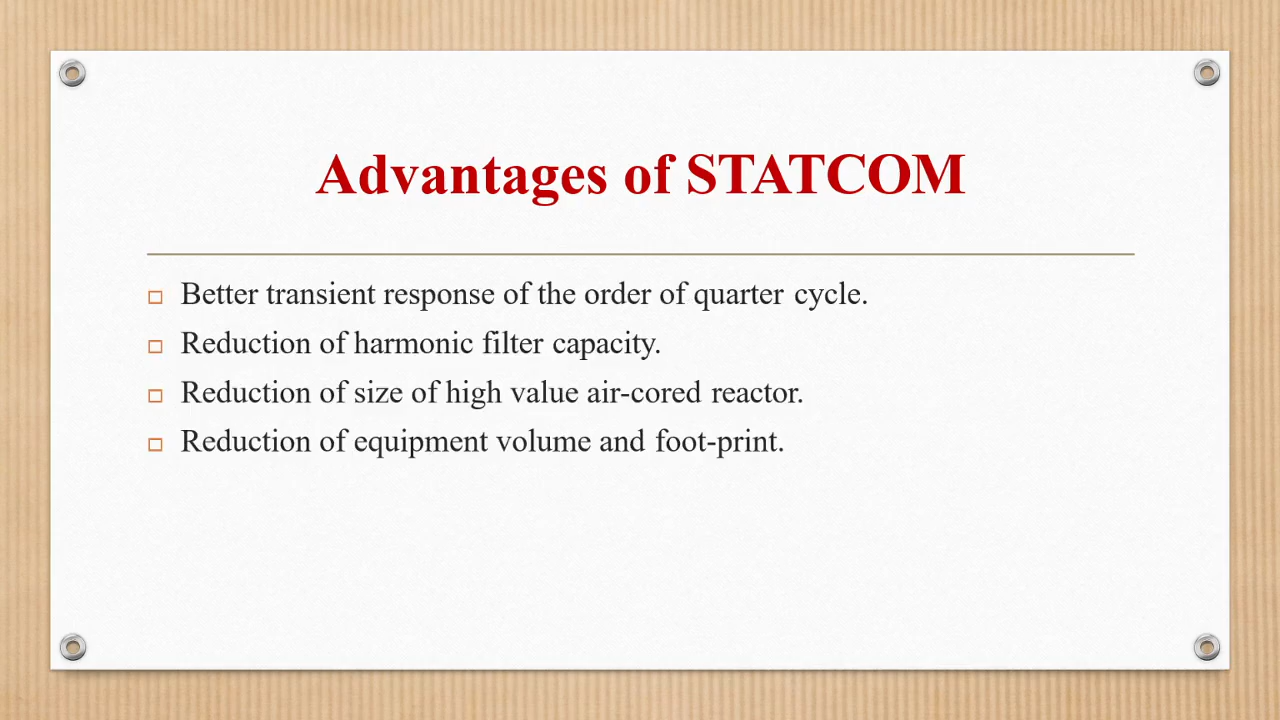 Advantages of STATCOM
Better transient response of the order of quarter cycle.
Reduction of harmonic filter capacity.
Reduction of size of high value air-cored reactor.
Reduction of equipment volume and foot-print.